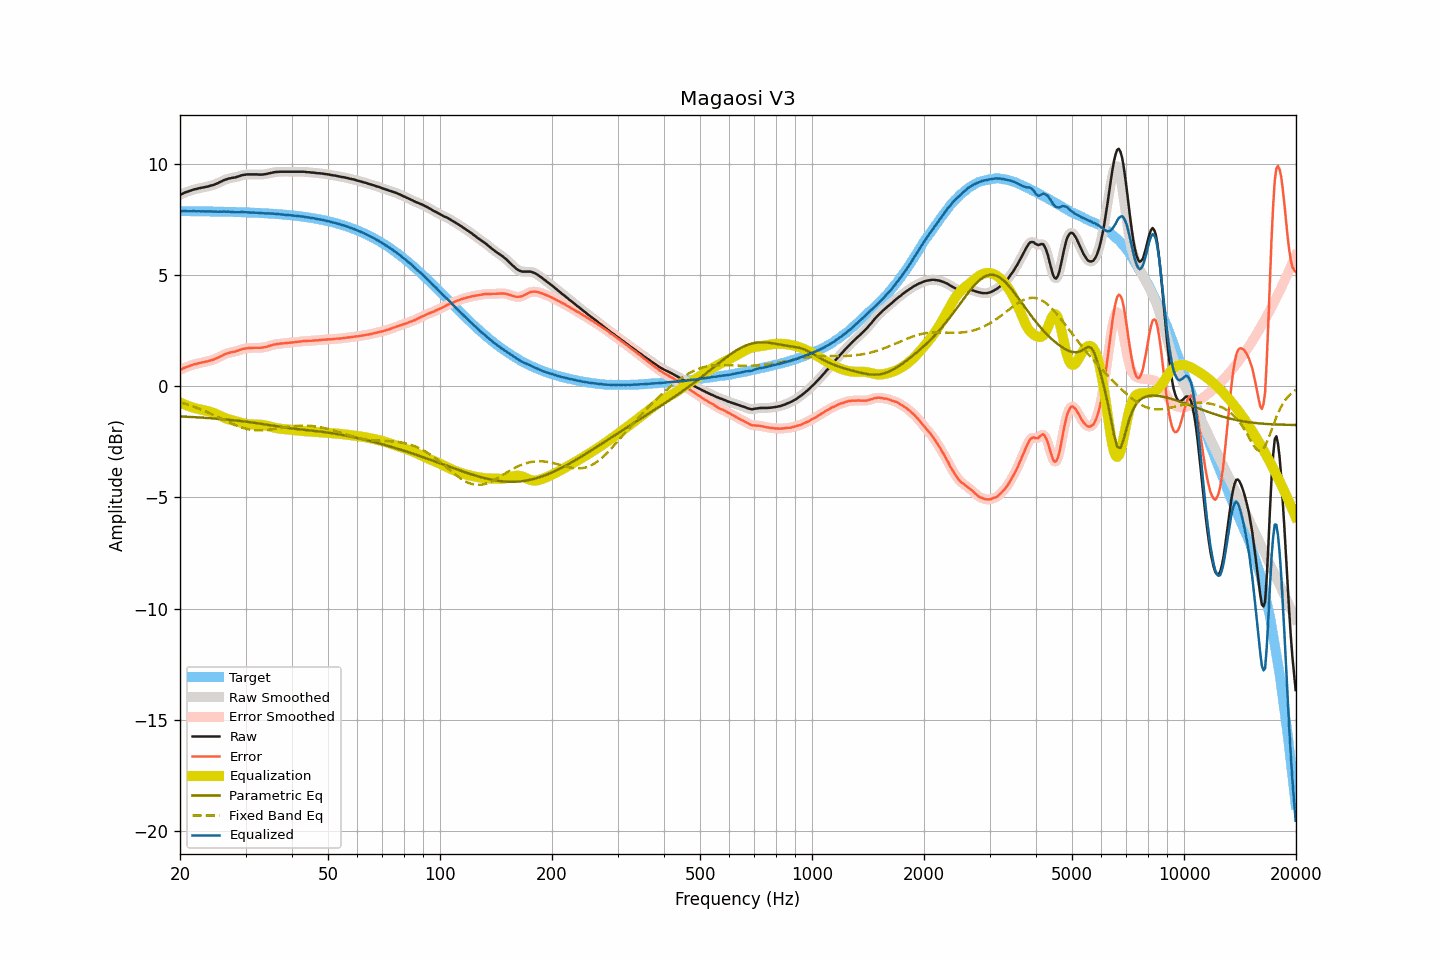 Magaosi V3
10
5
0
−5
−10
−15
−20
Amplitude (dBr)
Target
Raw Smoothed
Error Smoothed
Raw
Error
Equalization
Parametric Eq
Fixed Band Eq
Equalized
20 50 100 200 500 1000 2000 5000 10000 20000
Frequency (Hz)